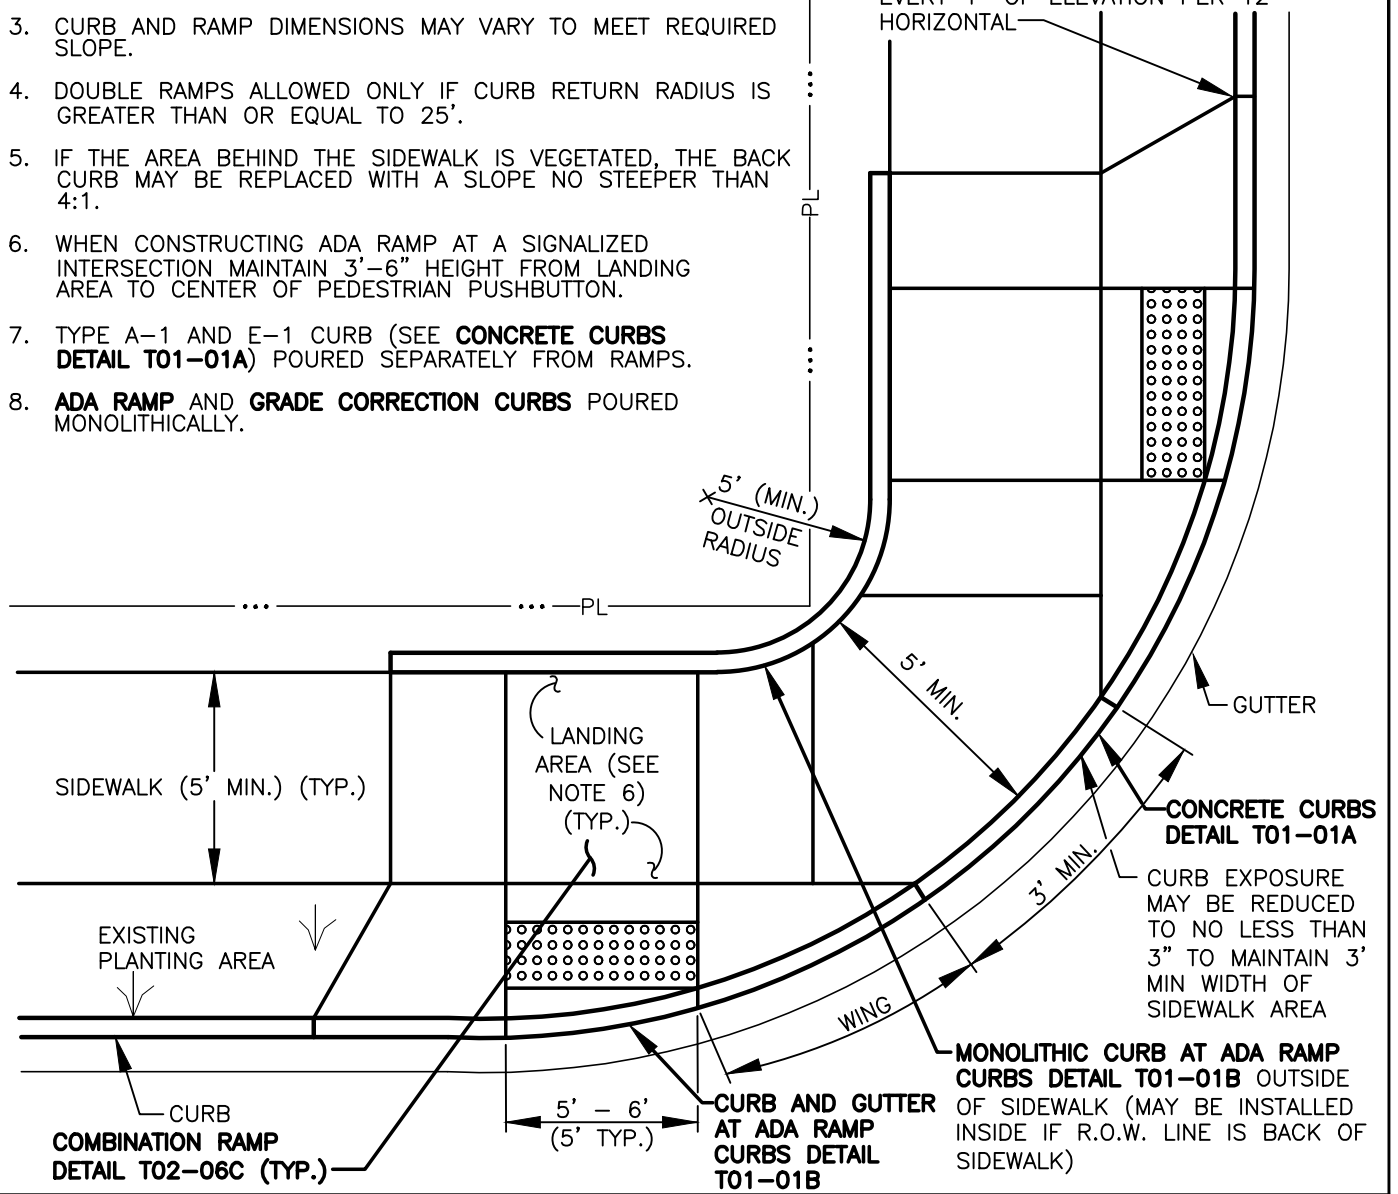 3. CURB AND RAMP DIMENSIONS MAY VARY TO MEET REQUIRED
SLOPE.
4. DOUBLE RAMPS ALLOWED ONLY IF CURB RETURN RADIUS IS
GREATER THAN OR EQUAL TO 25'.
5. IF THE AREA BEHIND THE SIDEWALK IS VEGETATED, THE BACK
CURB MAY BE REPLACED WITH A SLOPE NO STEEPER THAN
4:1.
6. WHEN CONSTRUCTING ADA RAMP AT A SIGNALIZED
INTERSECTION MAINTAIN 3'-6" HEIGHT FROM LANDING
AREA TO CENTER OF PEDESTRIAN PUSHBUTTON.
7. TYPE A-1 AND E-1 CURB (SEE CONCRETE CURBS
DETAIL T01-01A) POURED SEPARATELY FROM RAMPS.
8. ADA RAMP AND GRADE CORRECTION CURBS POURED
MONOLITHICALLY.
HORIZONTAL
PL
5' (MIN.)
OUTSIDE
RADIUS
PL
5' MIN.
GUTTER
SIDEWALK (5' MIN.) (TYP.)
LANDING
AREA (SEE
NOTE 6)
(TYP.)
CONCRETE CURBS
DETAIL T01-01A
3' MIN.
CURB EXPOSURE
MAY BE REDUCED
TO NO LESS THAN
3" TO MAINTAIN 3'
MIN WIDTH OF
SIDEWALK AREA
EXISTING
PLANTING AREA
WING
MONOLITHIC CURB AT ADA RAMP
CURBS DETAIL T01-01B OUTSIDE
OF SIDEWALK (MAY BE INSTALLED
INSIDE IF R.O.W. LINE IS BACK OF
SIDEWALK)
CURB
COMBINATION RAMP
DETAIL T02-06C (TYP.)
5' - 6'
(5' TYP.)
CURB AND GUTTER
AT ADA RAMP
CURBS DETAIL
T01-01B